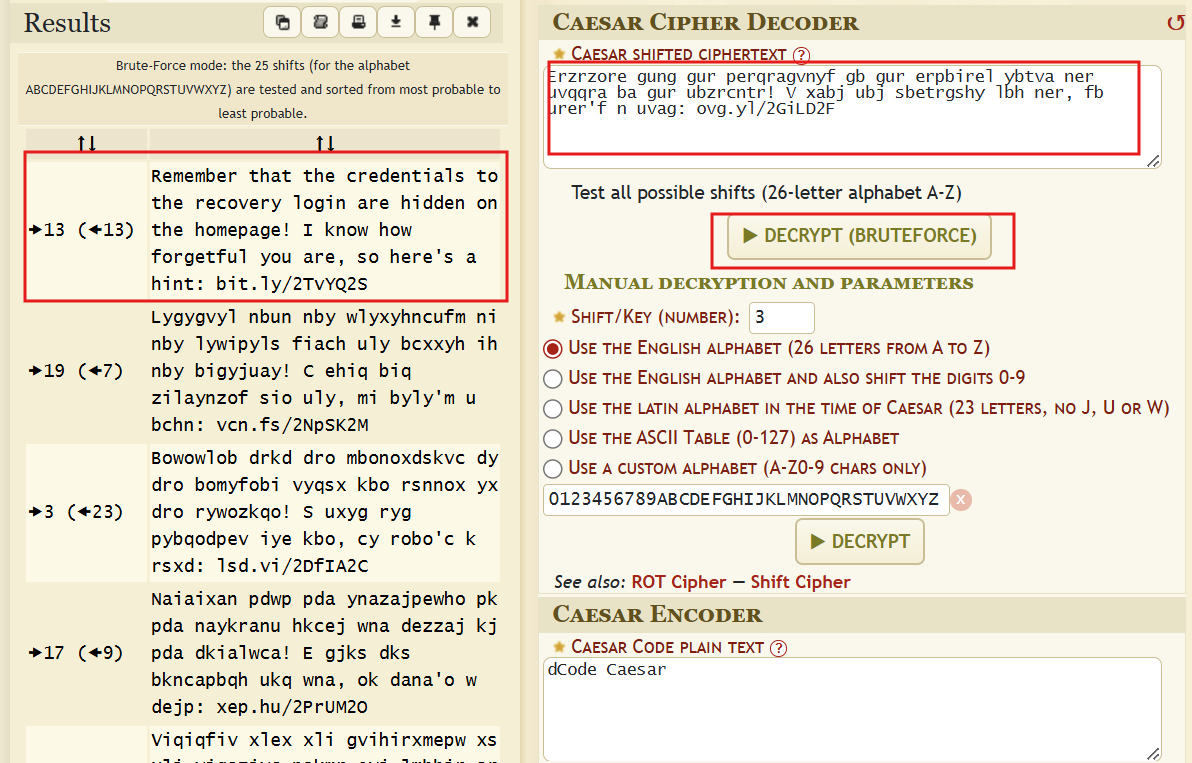 Results
Brute-Force mode: the 25 shifts (for the alphabet
ABCDEFGHIJKLMNOPQRSTUVWXYZ) are tested and sorted from most probable to
least probable.
↑↓ ↑↓
➔13 (🡰13)
Remember that the credentials to
the recovery login are hidden on
the homepage! I know how
forgetful you are, so here's a
hint: bit.ly/2TvYQ2S
➔19 (🡰7)
Lygygvyl nbun nby wlyxyhncufm ni
nby lywipyls fiach uly bcxxyh ih
nby bigyjuay! C ehiq biq
zilaynzof sio uly, mi byly'm u
bchn: vcn.fs/2NpSK2M
➔3 (🡰23)
Bowowlob drkd dro mbonoxdskvc dy
dro bomyfobi vyqsx kbo rsnnox yx
dro rywozkqo! S uxyg ryg
pybqodpev iye kbo, cy robo'c k
rsxd: lsd.vi/2DfIA2C
➔17 (🡰9)
Naiaixan pdwp pda ynazajpewho pk
pda naykranu hkcej wna dezzaj kj
pda dkialwca! E gjks dks
bkncapbqh ukq wna, ok dana'o w
dejp: xep.hu/2PrUM2O
Viqiqfiv xlex xli gvihirxmepw xs
Caesar Cipher Decoder
Caesar shifted ciphertext ?
Erzrzore gung gur perqragvnyf gb gur erpbirel ybtva ner
uvqqra ba gur ubzrcntr! V xabj ubj sbetrgshy lbh ner, fb
urer'f n uvag: ovg.yl/2GiLD2F
Test all possible shifts (26-letter alphabet A-Z)
▶ DECRYPT (BRUTEFORCE)
Manual decryption and parameters
Shift/Key (number): 3
Use the English alphabet (26 letters from A to Z)
Use the English alphabet and also shift the digits 0-9
Use the latin alphabet in the time of Caesar (23 letters, no J, U or W)
Use the ASCII Table (0-127) as Alphabet
Use a custom alphabet (A-Z0-9 chars only)
0123456789ABCDEFGHIJKLMNOPQRSTUVWXYZ X
▶ DECRYPT
See also: ROT Cipher — Shift Cipher
Caesar Encoder
Caesar Code plain text ?
dCode Caesar